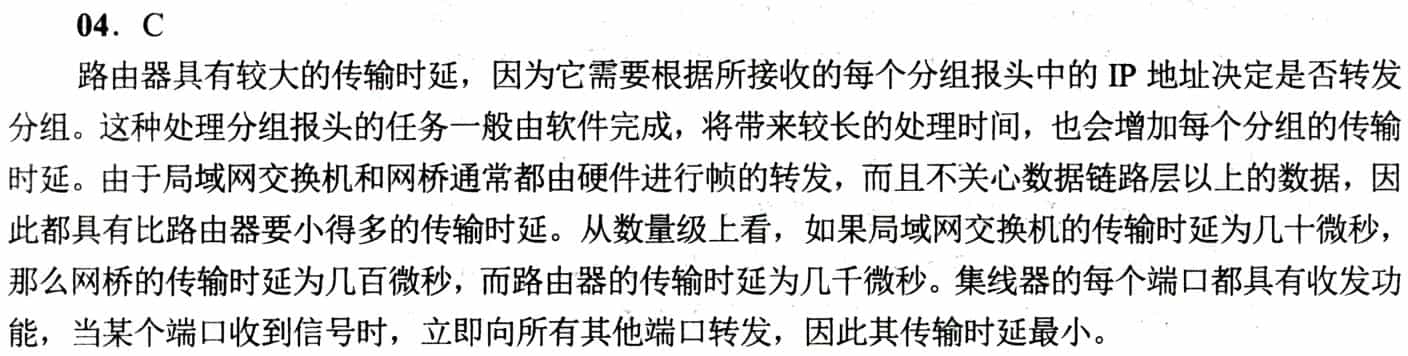 04．C
路由器具有较大的传输时延，因为它需要根据所接收的每个分组报头中的 IP 地址决定是否转发
分组。这种处理分组报头的任务一般由软件完成，将带来较长的处理时间，也会增加每个分组的传输
时延。由于局域网交换机和网桥通常都由硬件进行帧的转发，而且不关心数据链路层以上的数据，因
此都具有比路由器要小得多的传输时延。从数量级上看，如果局域网交换机的传输时延为几十微秒，
那么网桥的传输时延为几百微秒，而路由器的传输时延为几千微秒。集线器的每个端口都具有收发功
能，当某个端口收到信号时，立即向所有其他端口转发，因此其传输时延最小。